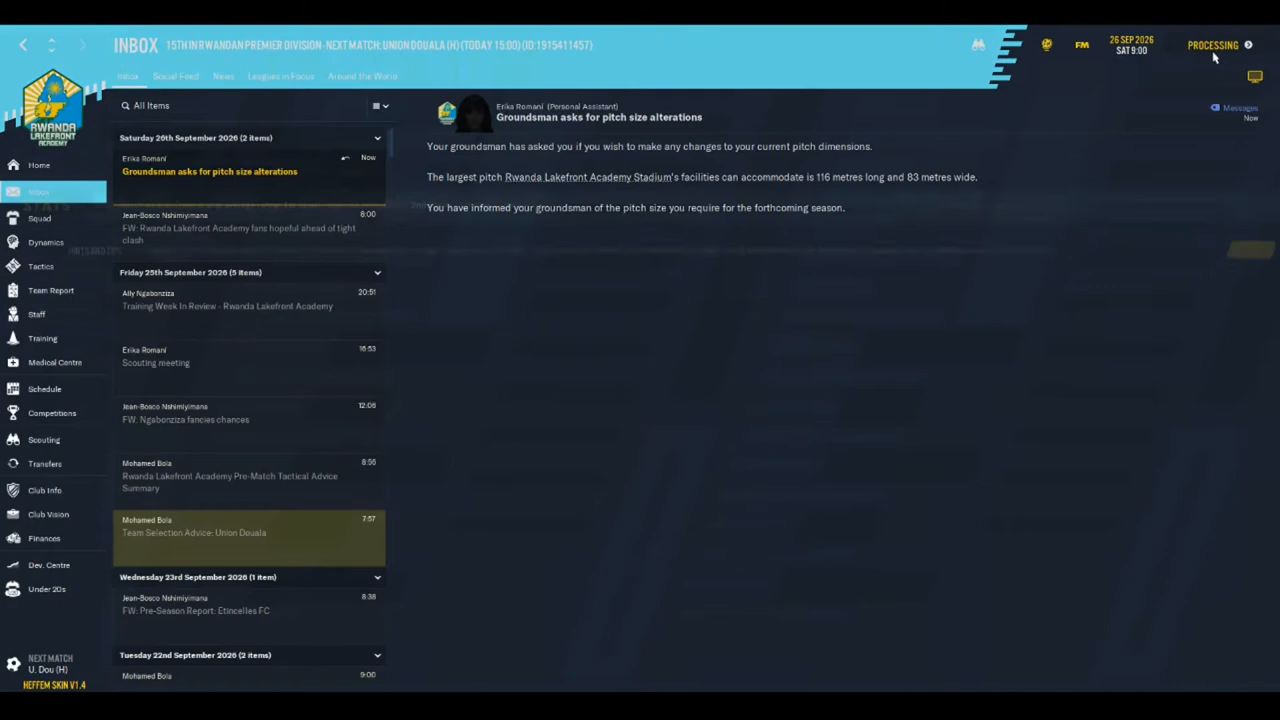 INBOX
15TH IN RWANDAN PREMIER DIVISION - NEXT MATCH: UNION DOUALA (H) (TODAY 15:00) (ID:1915411457)
FM
26 SEP 2026
SAT 9:00
PROCESSING
Inbox
Social Feed
News
Leagues in Focus
Around the World
RWANDA
LAKEFRONT
ACADEMY
Home
Inbox
Squad
Dynamics
Tactics
Team Report
Staff
Training
Medical Centre
Schedule
Competitions
Scouting
Transfers
Club Info
Club Vision
Finances
Dev. Centre
Under 20s
NEXT MATCH
U. Dou (H)
HEFFEM SKIN V1.4
All Items
Saturday 26th September 2026 (2 items)
Erika Romaní
Now
Groundsman asks for pitch size alterations
Jean-Bosco Nshimiyimana
8:00
FW: Rwanda Lakefront Academy fans hopeful ahead of tight
clash
Friday 25th September 2026 (5 items)
Ally Ngabonziza
20:51
Training Week In Review - Rwanda Lakefront Academy
Erika Romaní
16:53
Scouting meeting
Jean-Bosco Nshimiyimana
12:06
FW: Ngabonziza fancies chances
Mohamed Bola
8:56
Rwanda Lakefront Academy Pre-Match Tactical Advice
Summary
Mohamed Bola
7:57
Team Selection Advice: Union Douala
Wednesday 23rd September 2026 (1 item)
Jean-Bosco Nshimiyimana
8:38
FW: Pre-Season Report: Etincelles FC
Tuesday 22nd September 2026 (2 items)
Mohamed Bola
9:00
Erika Romaní (Personal Assistant)
Groundsman asks for pitch size alterations
Messages
Now
Your groundsman has asked you if you wish to make any changes to your current pitch dimensions.
The largest pitch Rwanda Lakefront Academy Stadium's facilities can accommodate is 116 metres long and 83 metres wide.
You have informed your groundsman of the pitch size you require for the forthcoming season.